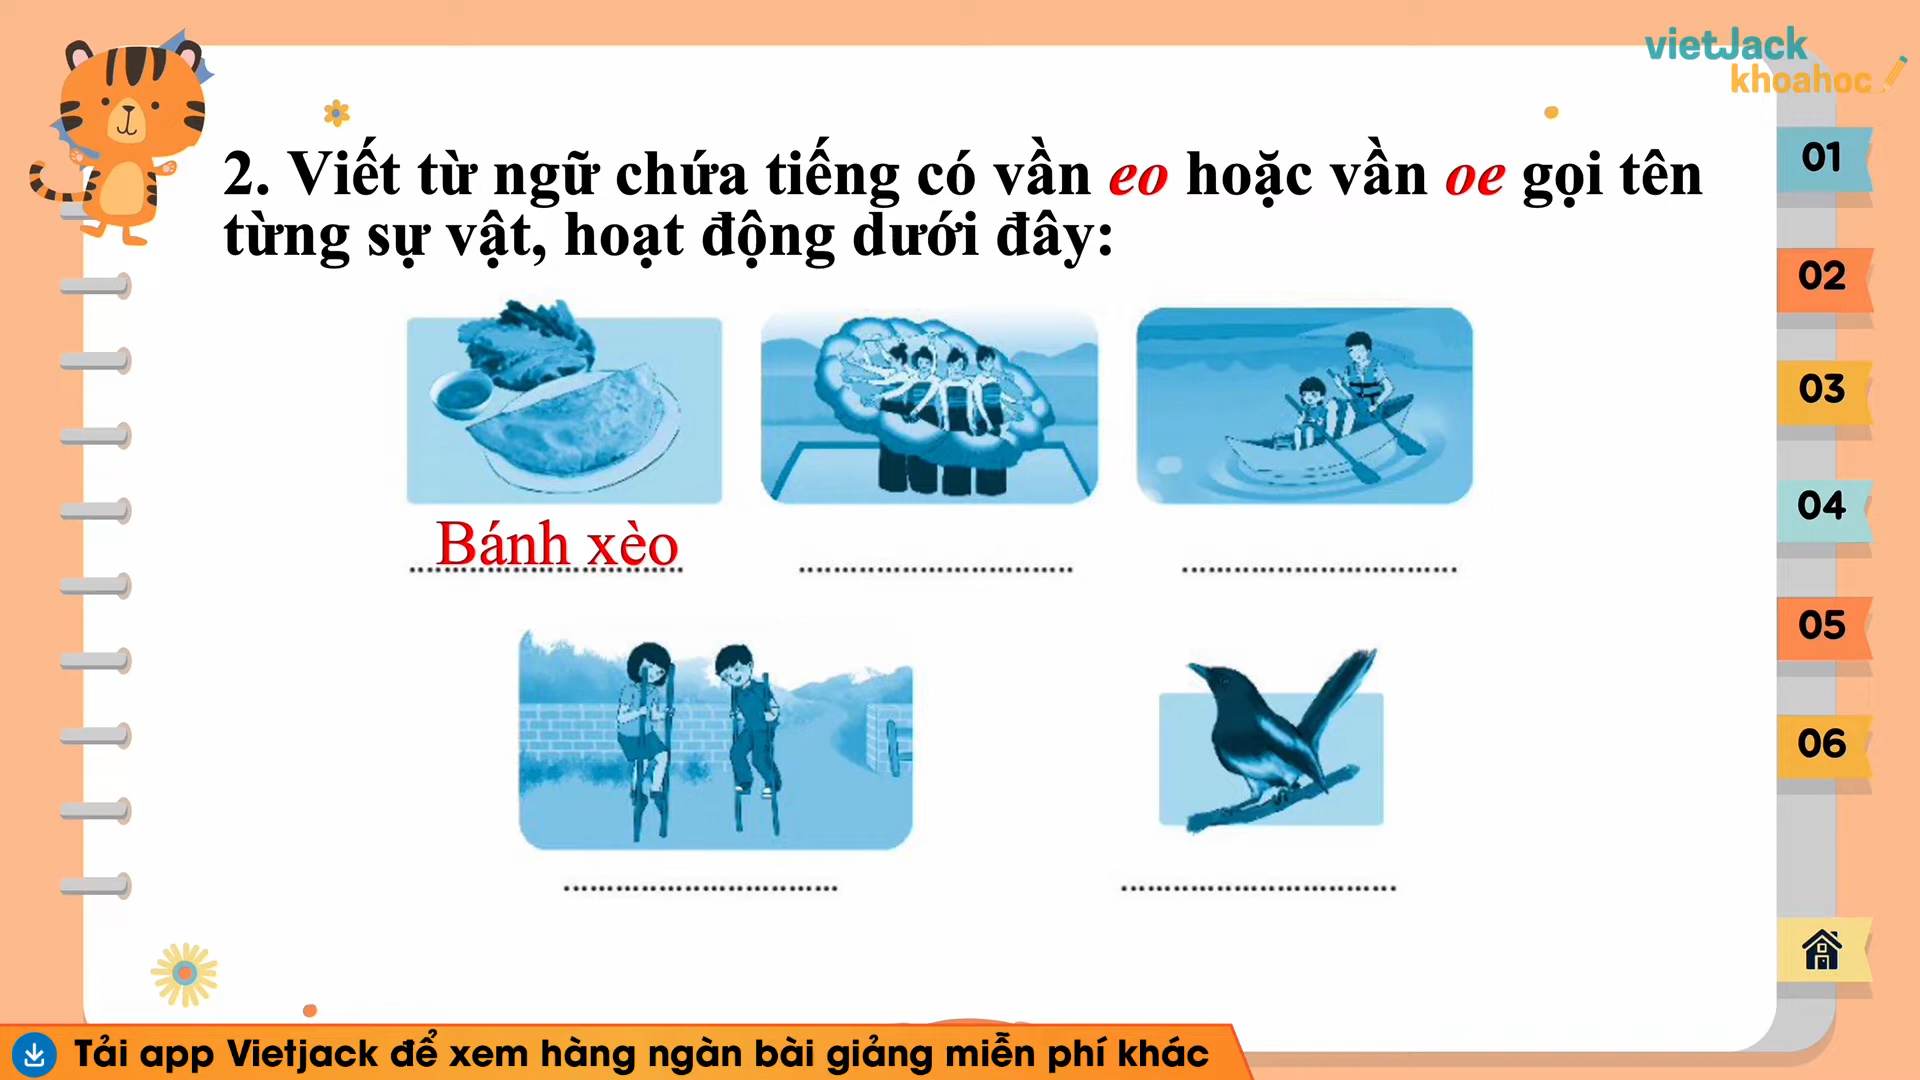 vietJack
khoahoc
2. Viết từ ngữ chứa tiếng có vần eo hoặc vần oe gọi tên
từng sự vật, hoạt động dưới đây:
01
02
03
04
05
06
Bánh xèo
Tải app Vietjack để xem hàng ngàn bài giảng miễn phí khác